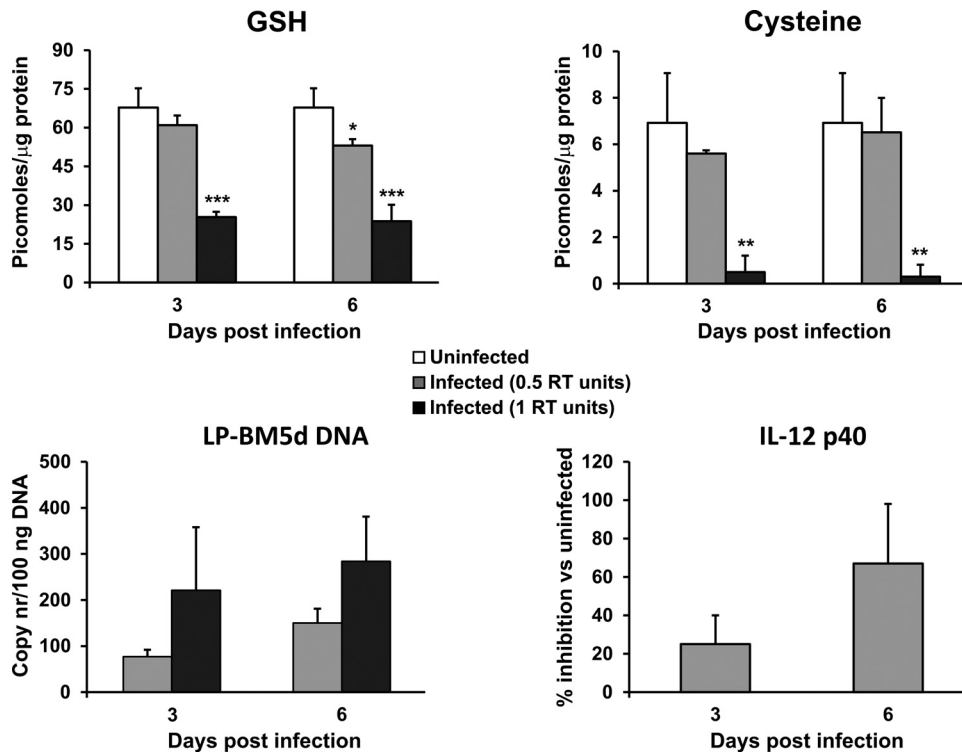 GSH
Picomoles/μg protein
90
75
60
45
30
15
0
*
***
***
3
6
Days post infection
Cysteine
Picomoles/μg protein
10
8
6
4
2
0
**
**
3
6
Days post infection
Uninfected
Infected (0.5 RT units)
Infected (1 RT units)
LP-BM5d DNA
Copy nr/100 ng DNA
500
400
300
200
100
0
3
6
Days post infection
IL-12 p40
% inhibition vs uninfected
120
100
80
60
40
20
0
3
6
Days post infection